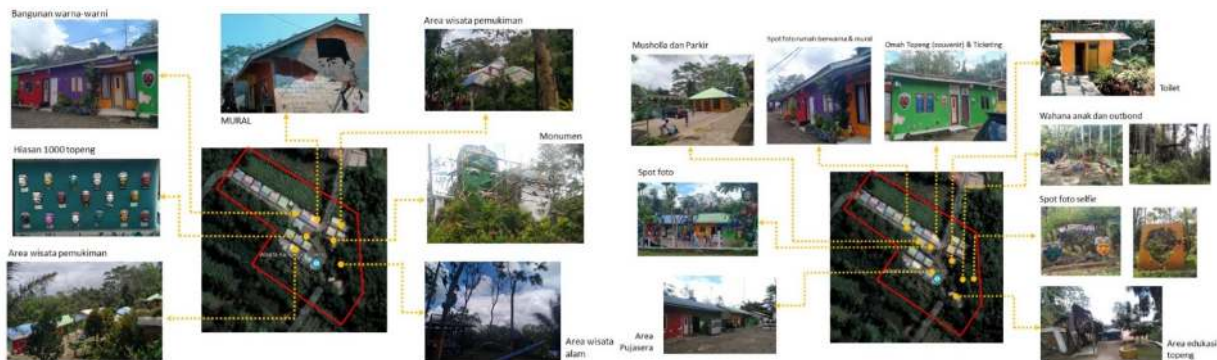 Bangunan warna-warni
MURAL
Area wisata pemukiman
Hiasan 1000 topeng
Monumen
Area wisata pemukiman
Area wisata
alam
Musholla dan Parkir
Spot foto rumah berwarna & mural
Omah Topeng (souvenir) & Ticketing
Toilet
Wahana anak dan outbond
Spot foto
Spot foto selfie
Area
Pujasera
Area edukasi
topeng